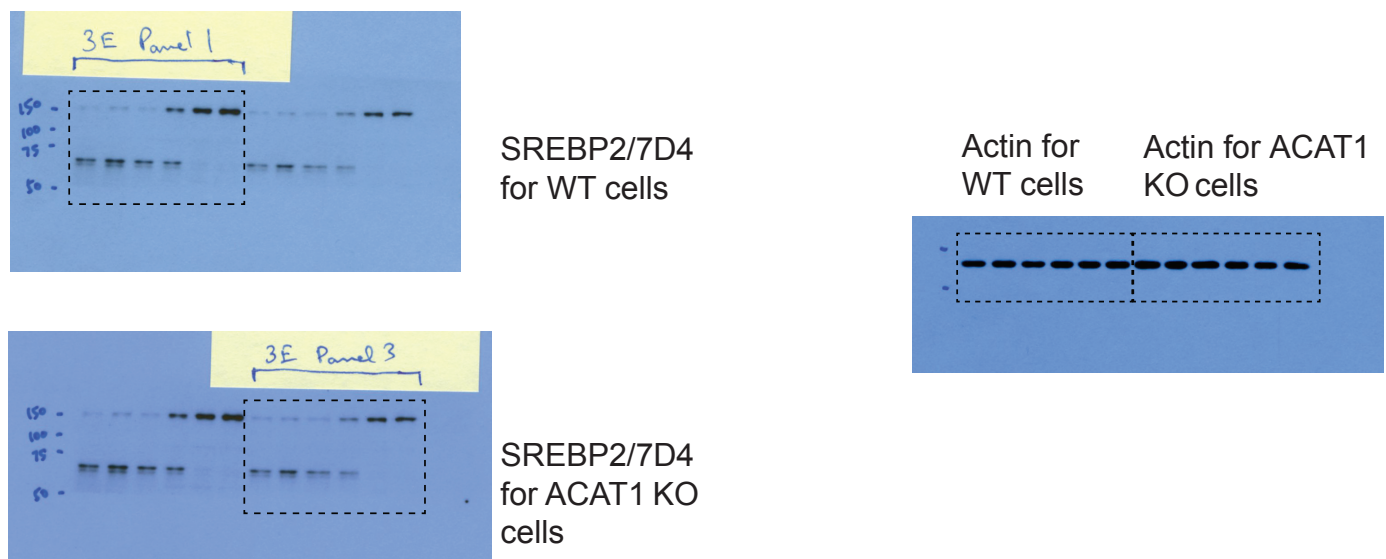 3E Panel 1
150 -
100 -
75 -
50 -
SREBP2/7D4
for WT cells
Actin for
WT cells
Actin for ACAT1
KO cells
3E Panel 3
150 -
100 -
75 -
50 -
SREBP2/7D4
for ACAT1 KO
cells